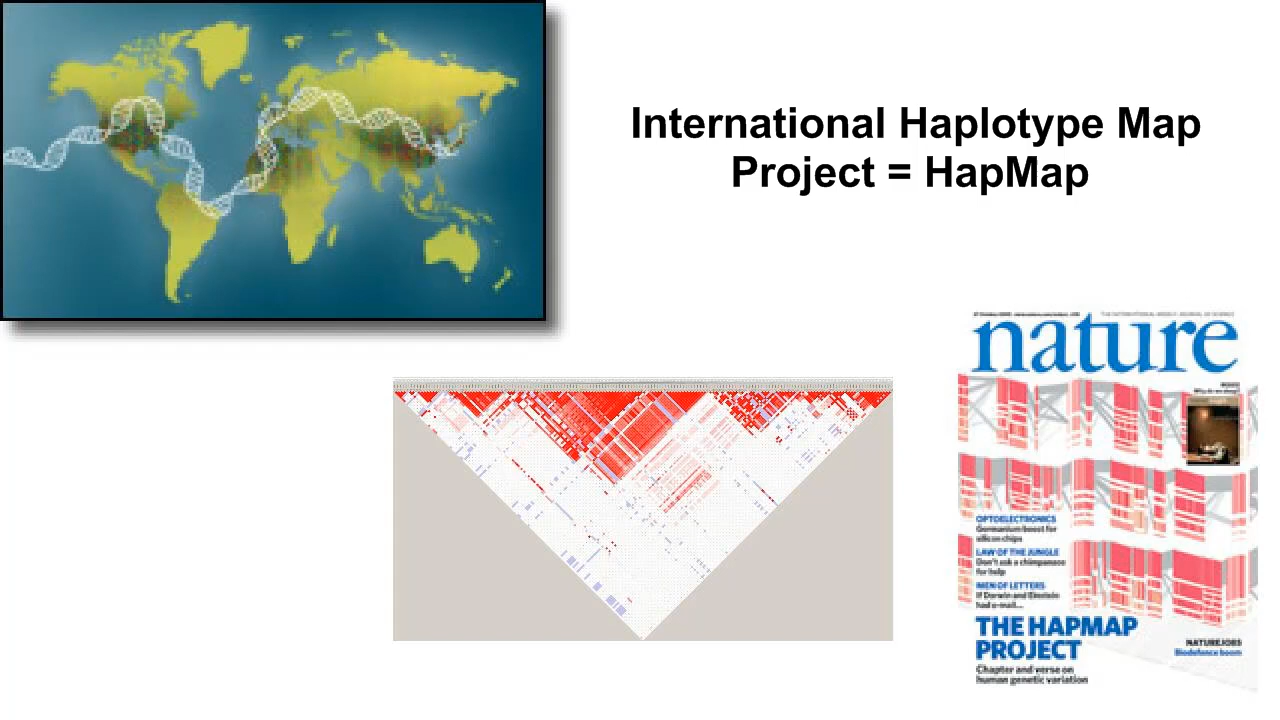 International Haplotype Map
Project = HapMap
nature
OPTOELECTRONICS
Germanium boost for
silicon chips
LAW OF THE JUNGLE
Don't ask a chimpanzee
for help
MEN OF LETTERS
If Darwin and Einstein
had e-mail...
THE HAPMAP
PROJECT
Chapter and verse on
human genetic variation
NATUREJOBS
Biodefence boom